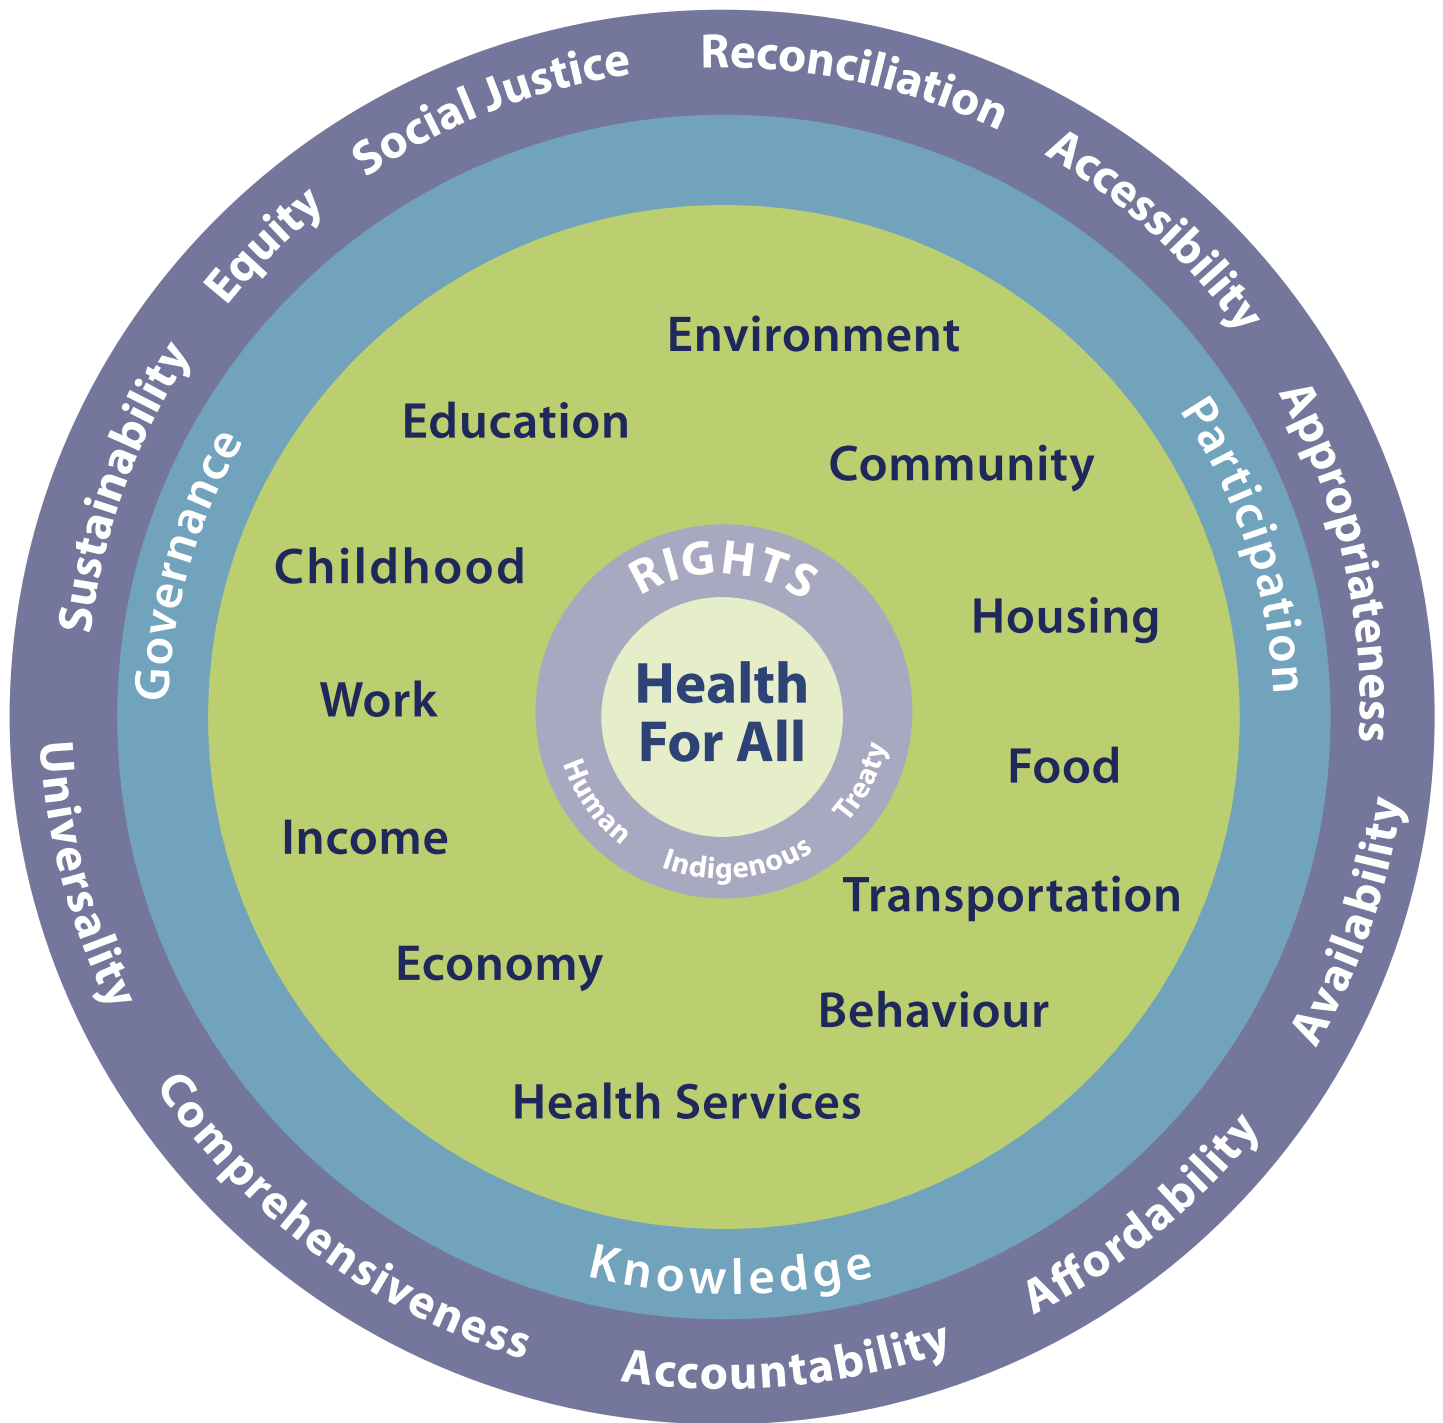 Reconciliation
Accessibility
Appropriateness
Availability
Affordability
Accountability
Comprehensiveness
Universality
Sustainability
Equity
Social Justice
Governance
Participation
Knowledge
Environment
Education
Community
Childhood
Housing
Work
Food
Income
Transportation
Economy
Behaviour
Health Services
RIGHTS
Health
For All
Human
Indigenous
Treaty